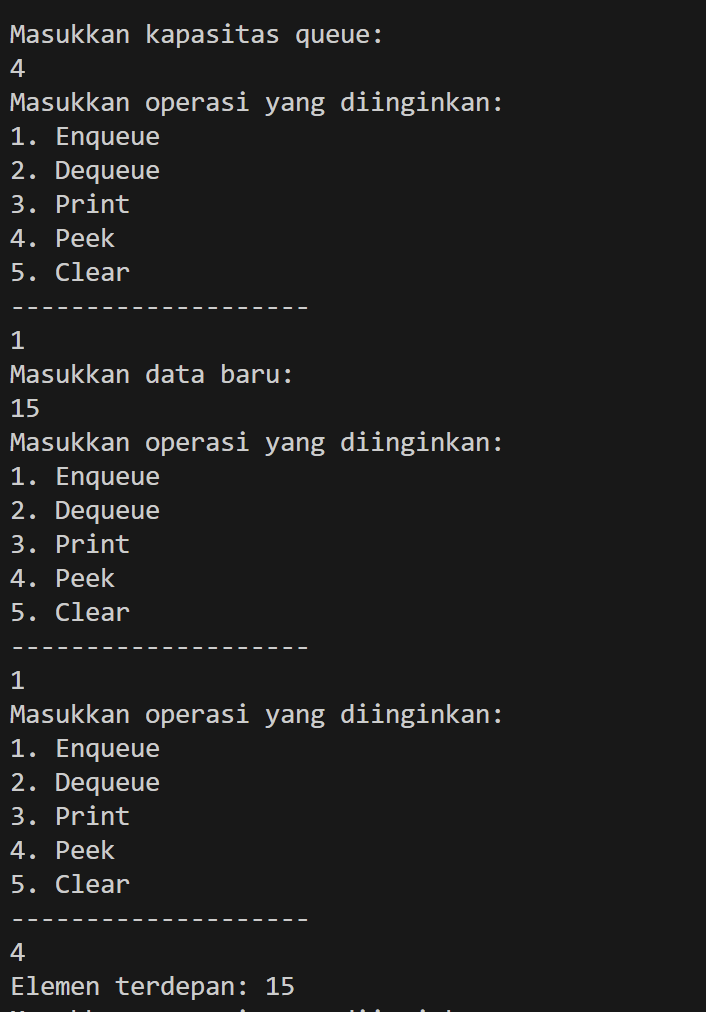 Masukkan kapasitas queue:
4
Masukkan operasi yang diinginkan:
1. Enqueue
2. Dequeue
3. Print
4. Peek
5. Clear
--------------------
1
Masukkan data baru:
15
Masukkan operasi yang diinginkan:
1. Enqueue
2. Dequeue
3. Print
4. Peek
5. Clear
--------------------
1
Masukkan operasi yang diinginkan:
1. Enqueue
2. Dequeue
3. Print
4. Peek
5. Clear
--------------------
4
Elemen terdepan: 15